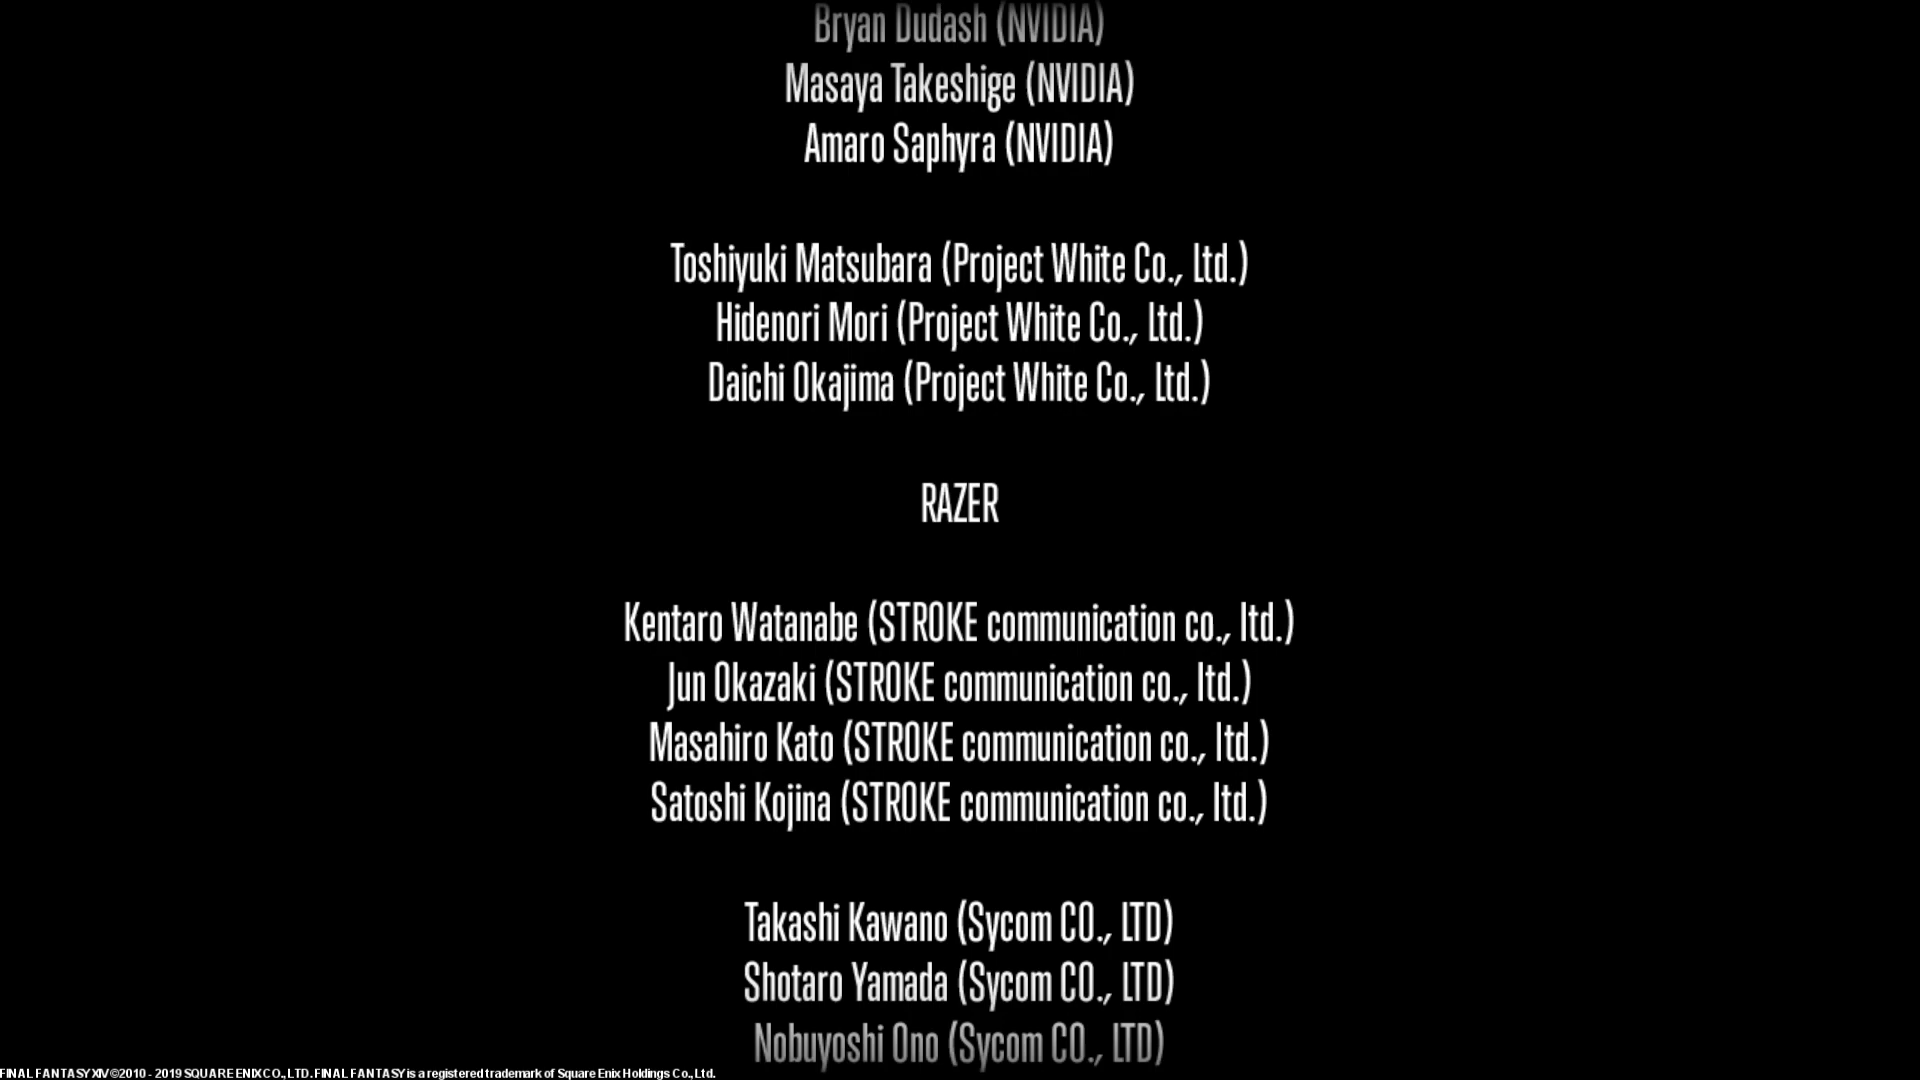 Bryan Dudash (NVIDIA)
Masaya Takeshige (NVIDIA)
Amaro Saphyra (NVIDIA)
Toshiyuki Matsubara (Project White Co., Ltd.)
Hidenori Mori (Project White Co., Ltd.)
Daichi Okajima (Project White Co., Ltd.)
RAZER
Kentaro Watanabe (STROKE communication co., ltd.)
Jun Okazaki (STROKE communication co., ltd.)
Masahiro Kato (STROKE communication co., ltd.)
Satoshi Kojina (STROKE communication co., ltd.)
Takashi Kawano (Sycom CO., LTD)
Shotaro Yamada (Sycom CO., LTD)
Nobuyoshi Ono (Sycom CO., LTD)
FINAL FANTASY XIV ©2010 - 2019 SQUARE ENIX CO., LTD. FINAL FANTASY is a registered trademark of Square Enix Holdings Co., Ltd.